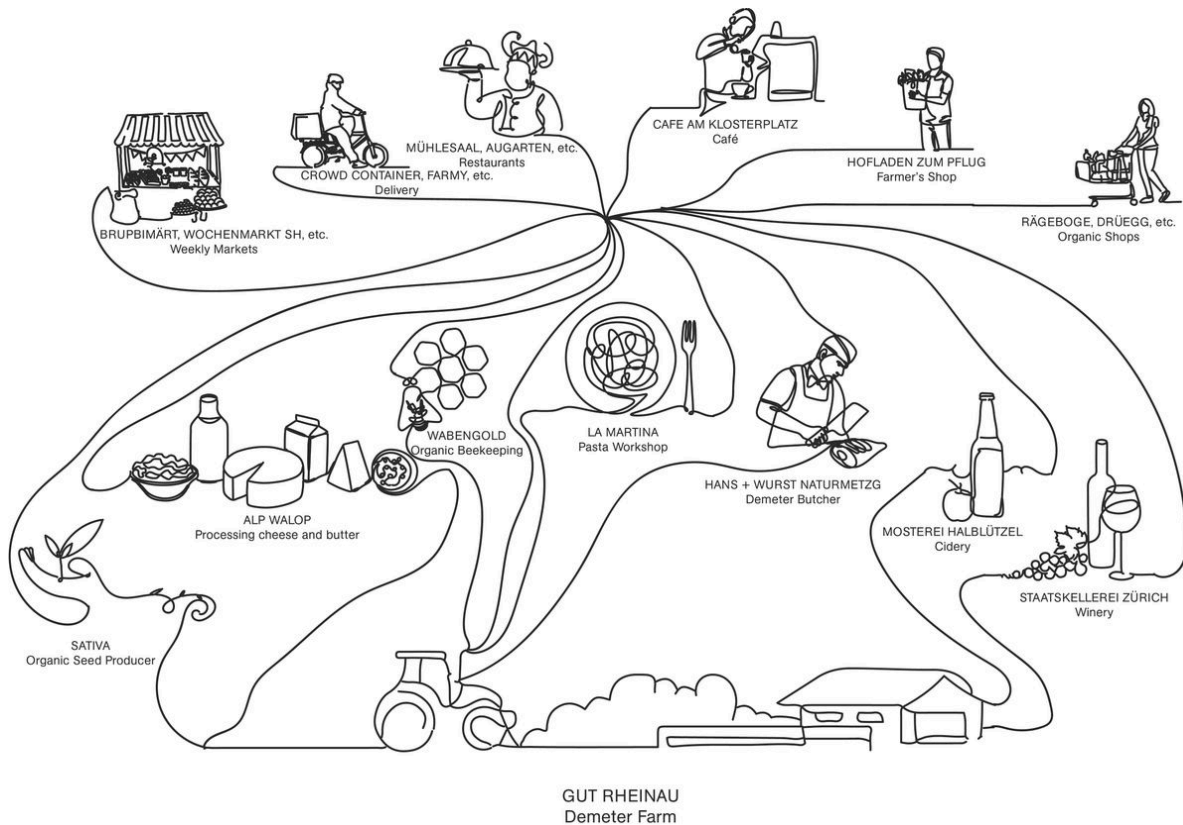 MÜHLESAAL, AUGARTEN, etc.
Restaurants
CAFE AM KLOSTERPLATZ
Café
HOFLADEN ZUM PFLUG
Farmer's Shop
CROWD CONTAINER, FARMY, etc.
Delivery
BRUPBIMÄRT, WOCHENMARKT SH, etc.
Weekly Markets
RÄGEBOGE, DRÜEGG, etc.
Organic Shops
WABENGOLD
Organic Beekeeping
LA MARTINA
Pasta Workshop
HANS + WURST NATURMETZG
Demeter Butcher
ALP WALOP
Processing cheese and butter
MOSTEREI HALBLÜTZEL
Cidery
STAATSKELLEREI ZÜRICH
Winery
SATIVA
Organic Seed Producer
GUT RHEINAU
Demeter Farm